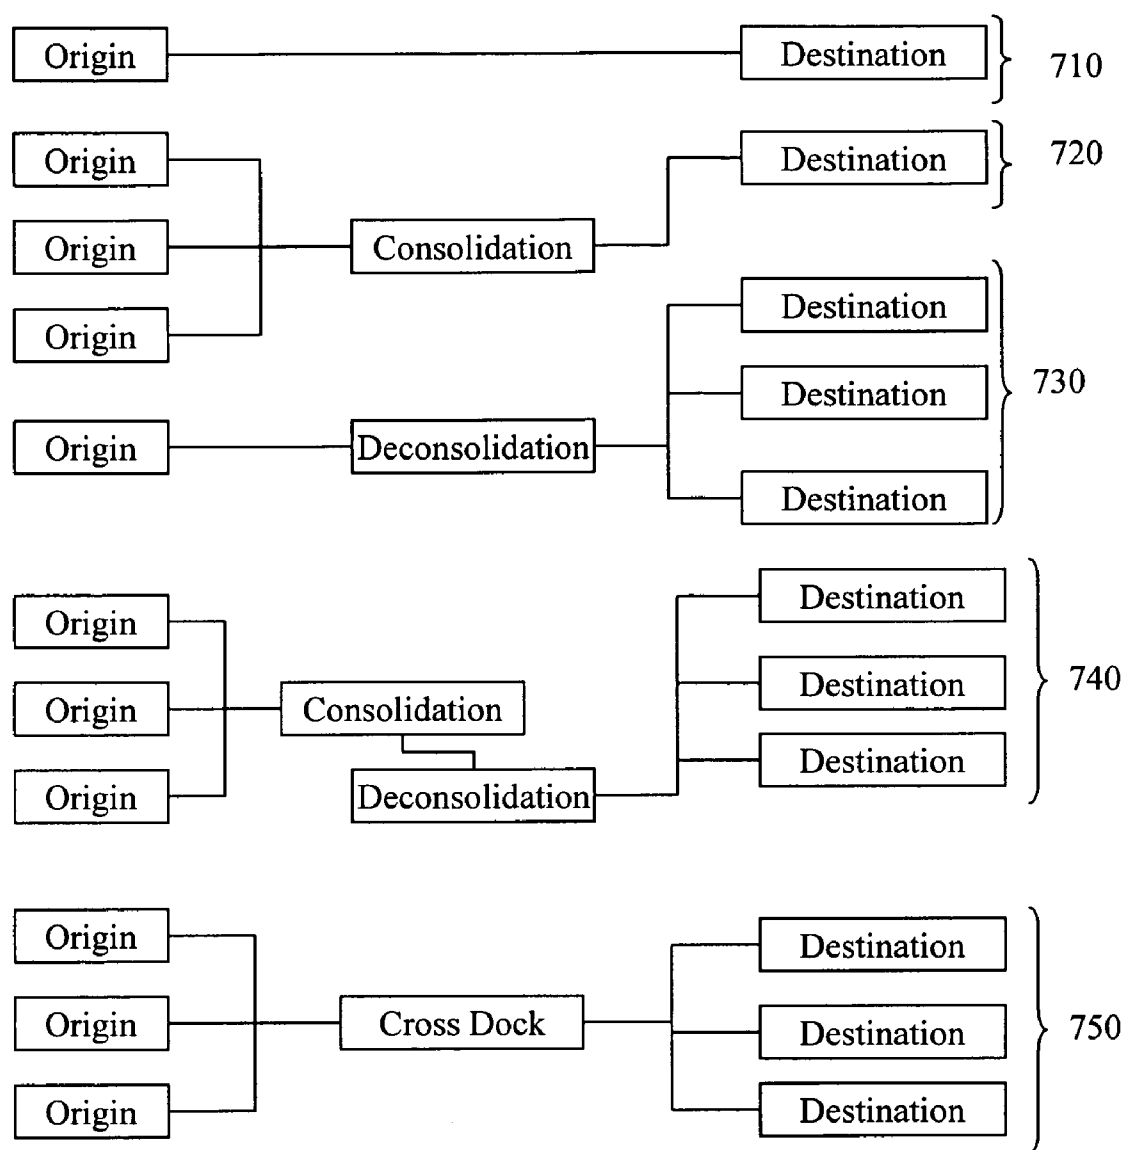 Origin Destination 710
Origin Destination 720
Origin Consolidation
Origin
Destination
Destination 730
Origin Deconsolidation
Destination
Destination
Origin
Destination 740
Origin Consolidation
Destination
Origin Deconsolidation
Origin Destination
Origin Cross Dock Destination 750
Origin Destination